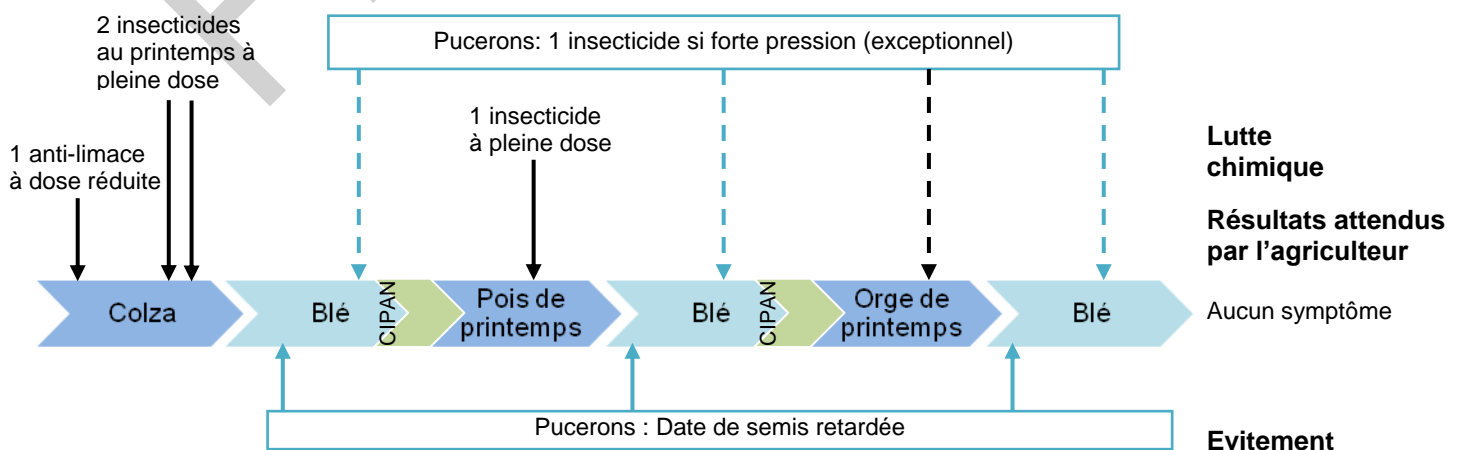 2 insecticides
au printemps à
pleine dose
Pucerons: 1 insecticide si forte pression (exceptionnel)
1 anti-limace
à dose réduite
1 insecticide
à pleine dose
Lutte
chimique
Résultats attendus
par l’agriculteur
Colza
Blé
CIPAN
Pois de
printemps
Blé
CIPAN
Orge de
printemps
Blé
Aucun symptôme
Pucerons : Date de semis retardée
Evitement